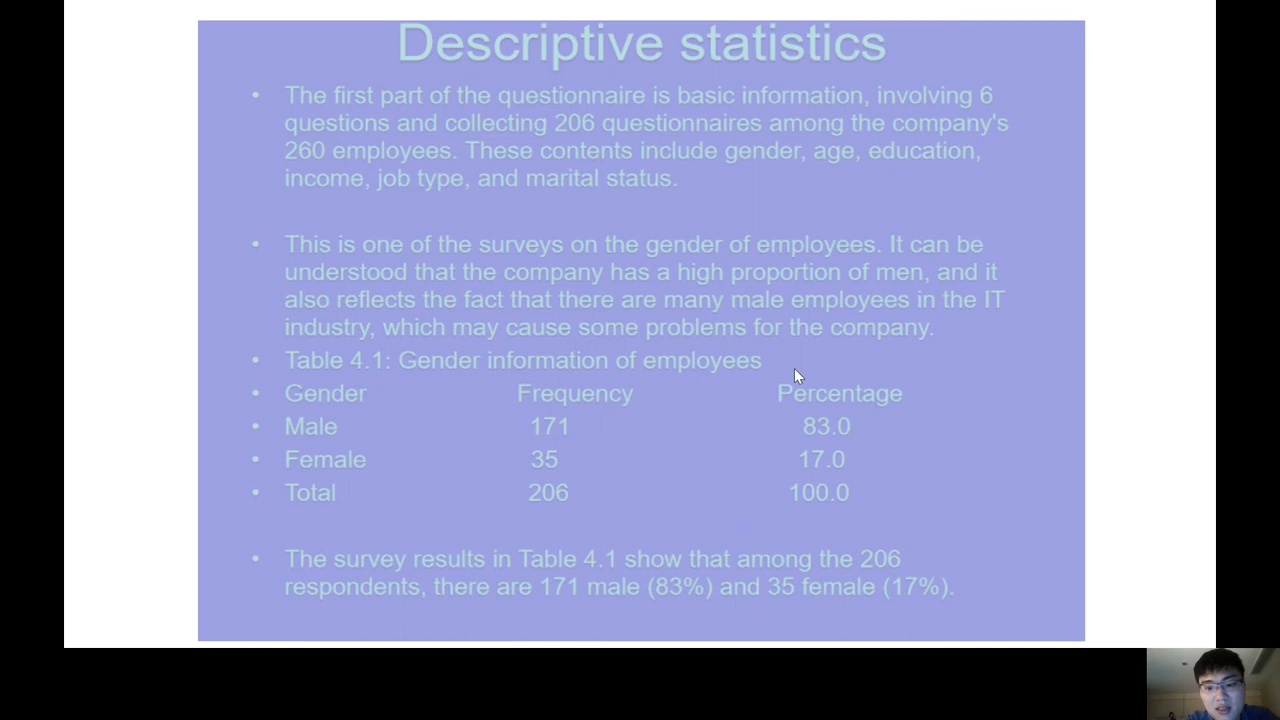 Descriptive statistics
• The first part of the questionnaire is basic information, involving 6
questions and collecting 206 questionnaires among the company's
260 employees. These contents include gender, age, education,
income, job type, and marital status.
• This is one of the surveys on the gender of employees. It can be
understood that the company has a high proportion of men, and it
also reflects the fact that there are many male employees in the IT
industry, which may cause some problems for the company.
• Table 4.1: Gender information of employees
• Gender Frequency Percentage
• Male 171 83.0
• Female 35 17.0
• Total 206 100.0
• The survey results in Table 4.1 show that among the 206
respondents, there are 171 male (83%) and 35 female (17%).